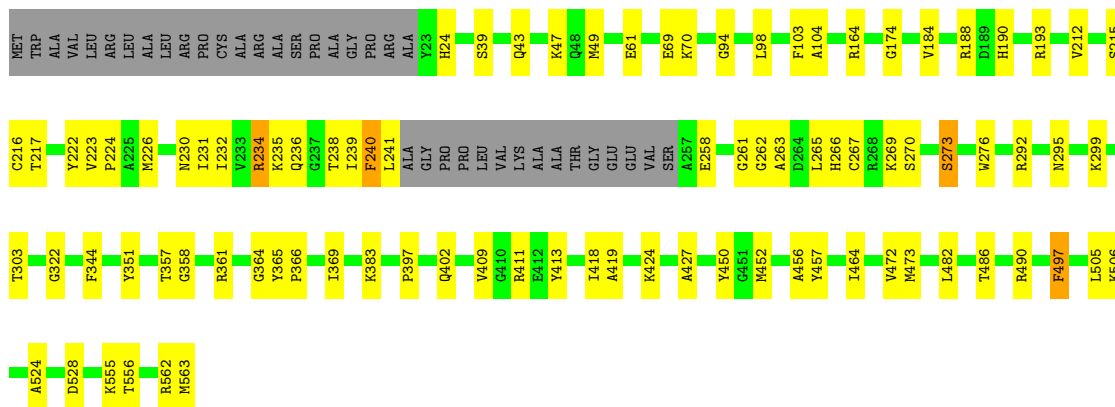 MET TRP ALA VAL LEU ARG LEU ALA LEU ARG PRO CYS ALA ARG ALA SER PRO ALA GLY PRO ARG ALA Y23 H24 S39 Q43 K47 Q48 M49 E61 E69 K70 G94 L98 F103 A104 R164 G174 V184 R188 D189 H190 R193 V212 S215
C216 T217 Y222 V223 P224 A225 M226 N230 I231 I232 V233 R234 K235 Q236 G237 T238 I239 F240 L241 ALA GLY PRO PRO LEU VAL LYS ALA ALA THR GLY GLU GLU VAL SER A257 E258 G261 G262 A263 D264 L265 H266 C267 R268 K269 S270 S273 W276 R292 N295 K299
T303 G322 F344 Y351 T357 G358 R361 G364 Y365 P366 I369 K383 P397 Q402 V409 G410 R411 E412 Y413 I418 A419 K424 A427 Y450 G451 M452 A456 Y457 I464 V472 M473 L482 T486 R490 F497 L505 K506
A524 D528 K555 T556 R562 M563